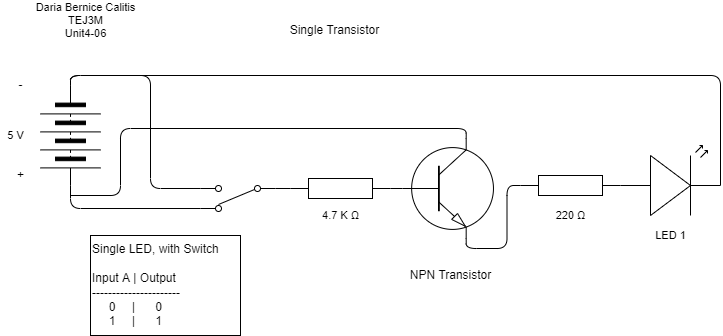 Daria Bernice Calitis
TEJ3M
Unit4-06
Single Transistor
-
5 V
+
4.7 K Ω
220 Ω
LED 1
NPN Transistor
Single LED, with Switch
Input A | Output
----------------------
0 | 0
1 | 1